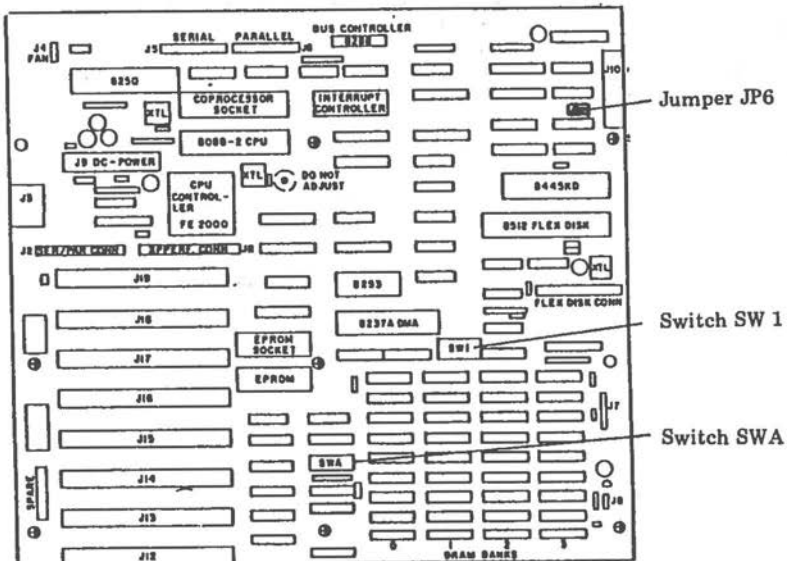 SERIAL PARALLEL
BUS CONTROLLER
8288
J4
FAN
J5
J6
J10
8250
COPROCESSOR
SOCKET
INTERRUPT
CONTROLLER
XTL
8088-2 CPU
J9 DC-POWER
XTL
DO NOT
ADJUST
J3
CPU
CONTROL-
LER
FE 2000
8445KD
8512 FLEX DISK
J2 SER/PAR CONN
XTL
FLEX DISK CONN
J19
8253
J18
8237A DMA
EPROM
SOCKET
SW1
J17
EPROM
J16
J7
J15
SWA
J14
SPARE
J8
J13
0 1 2 3
DRAM BANKS
J12
Jumper JP6
Switch SW 1
Switch SWA